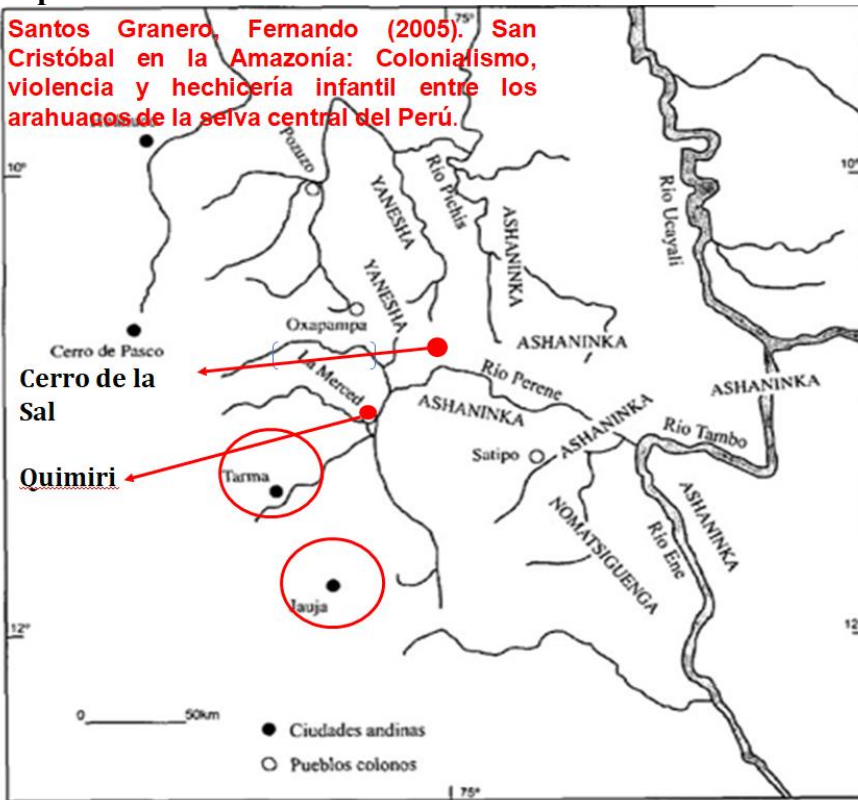 Santos Granero, Fernando (2005). San
Cristóbal en la Amazonía: Colonialismo,
violencia y hechicería infantil entre los
arahuacos de la selva central del Perú.
75°
10°
10°
Pozuzo
YANESHA
Río Pichis
ASHANINKA
Río Ucayali
YANESHA
Oxapampa
ASHANINKA
Cerro de Pasco
Cerro de la
Sal
La Merced
Río Perene
ASHANINKA
ASHANINKA
ASHANINKA
Río Tambo
Satipo
Quimiri
Tarma
NOMATSIGUENGA
Río Ene
ASHANINKA
Jauja
12°
12
0 50km
Ciudades andinas
Pueblos colonos
75°